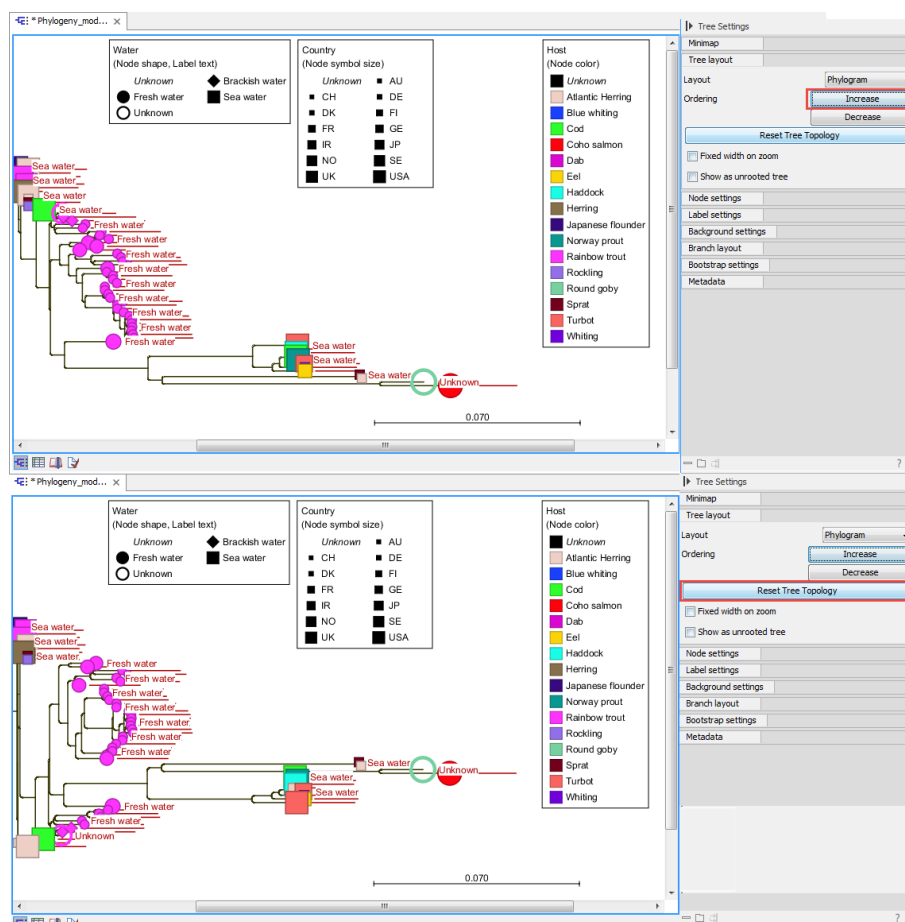 * Phylogeny_mod... ×
Water
(Node shape, Label text)
Unknown
Brackish water
Fresh water
Sea water
Unknown
Country
(Node symbol size)
Unknown
AU
CH
DE
DK
FI
FR
GE
IR
JP
NO
SE
UK
USA
Host
(Node color)
Unknown
Atlantic Herring
Blue whiting
Cod
Coho salmon
Dab
Eel
Haddock
Herring
Japanese flounder
Norway prout
Rainbow trout
Rockling
Round goby
Sprat
Turbot
Whiting
Sea water
Sea water
Sea water
Sea water
Fresh water
Fresh water
Fresh water
Fresh water
Fresh water
Fresh water
Fresh water
Fresh water
Sea water
Sea water
Sea water
Unknown
0.070
Tree Settings
Minimap
Tree layout
Layout
Phylogram
Ordering
Increase
Decrease
Reset Tree Topology
Fixed width on zoom
Show as unrooted tree
Node settings
Label settings
Background settings
Branch layout
Bootstrap settings
Metadata
?
* Phylogeny_mod... ×
Water
(Node shape, Label text)
Unknown
Brackish water
Fresh water
Sea water
Unknown
Country
(Node symbol size)
Unknown
AU
CH
DE
DK
FI
FR
GE
IR
JP
NO
SE
UK
USA
Host
(Node color)
Unknown
Atlantic Herring
Blue whiting
Cod
Coho salmon
Dab
Eel
Haddock
Herring
Japanese flounder
Norway prout
Rainbow trout
Rockling
Round goby
Sprat
Turbot
Whiting
Sea water
Sea water
Sea water
Fresh water
Fresh water
Fresh water
Fresh water
Fresh water
Sea water
Unknown
Sea water
Sea water
Fresh water
Fresh water
Unknown
0.070
Tree Settings
Minimap
Tree layout
Layout
Phylogram
Ordering
Increase
Decrease
Reset Tree Topology
Fixed width on zoom
Show as unrooted tree
Node settings
Label settings
Background settings
Branch layout
Bootstrap settings
Metadata
?